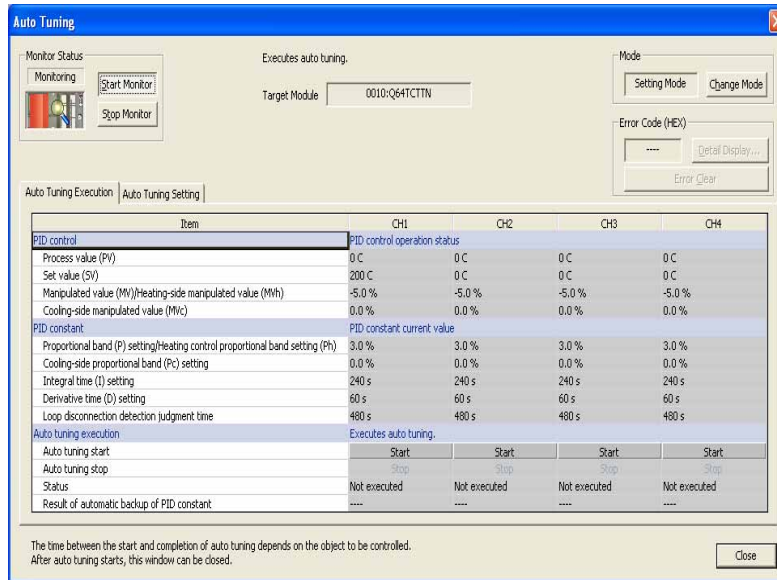 Auto Tuning
Monitor Status
Monitoring
Start Monitor
Stop Monitor
Executes auto tuning.
Target Module 0010:Q64TCTTN
Mode
Setting Mode Change Mode
Error Code (HEX)
---- Detail Display...
Error Clear
Auto Tuning Execution Auto Tuning Setting
Item CH1 CH2 CH3 CH4
PID control PID control operation status
Process value (PV) 0 C 0 C 0 C 0 C
Set value (SV) 200 C 0 C 0 C 0 C
Manipulated value (MV)/Heating-side manipulated value (MVh) -5.0 % -5.0 % -5.0 % -5.0 %
Cooling-side manipulated value (MVc) 0.0 % 0.0 % 0.0 % 0.0 %
PID constant PID constant current value
Proportional band (P) setting/Heating control proportional band setting (Ph) 3.0 % 3.0 % 3.0 % 3.0 %
Cooling-side proportional band (Pc) setting 0.0 % 0.0 % 0.0 % 0.0 %
Integral time (I) setting 240 s 240 s 240 s 240 s
Derivative time (D) setting 60 s 60 s 60 s 60 s
Loop disconnection detection judgment time 480 s 480 s 480 s 480 s
Auto tuning execution Executes auto tuning.
Auto tuning start Start Start Start Start
Auto tuning stop Stop Stop Stop Stop
Status Not executed Not executed Not executed Not executed
Result of automatic backup of PID constant ---- ---- ---- ----
The time between the start and completion of auto tuning depends on the object to be controlled.
After auto tuning starts, this window can be closed.
Close